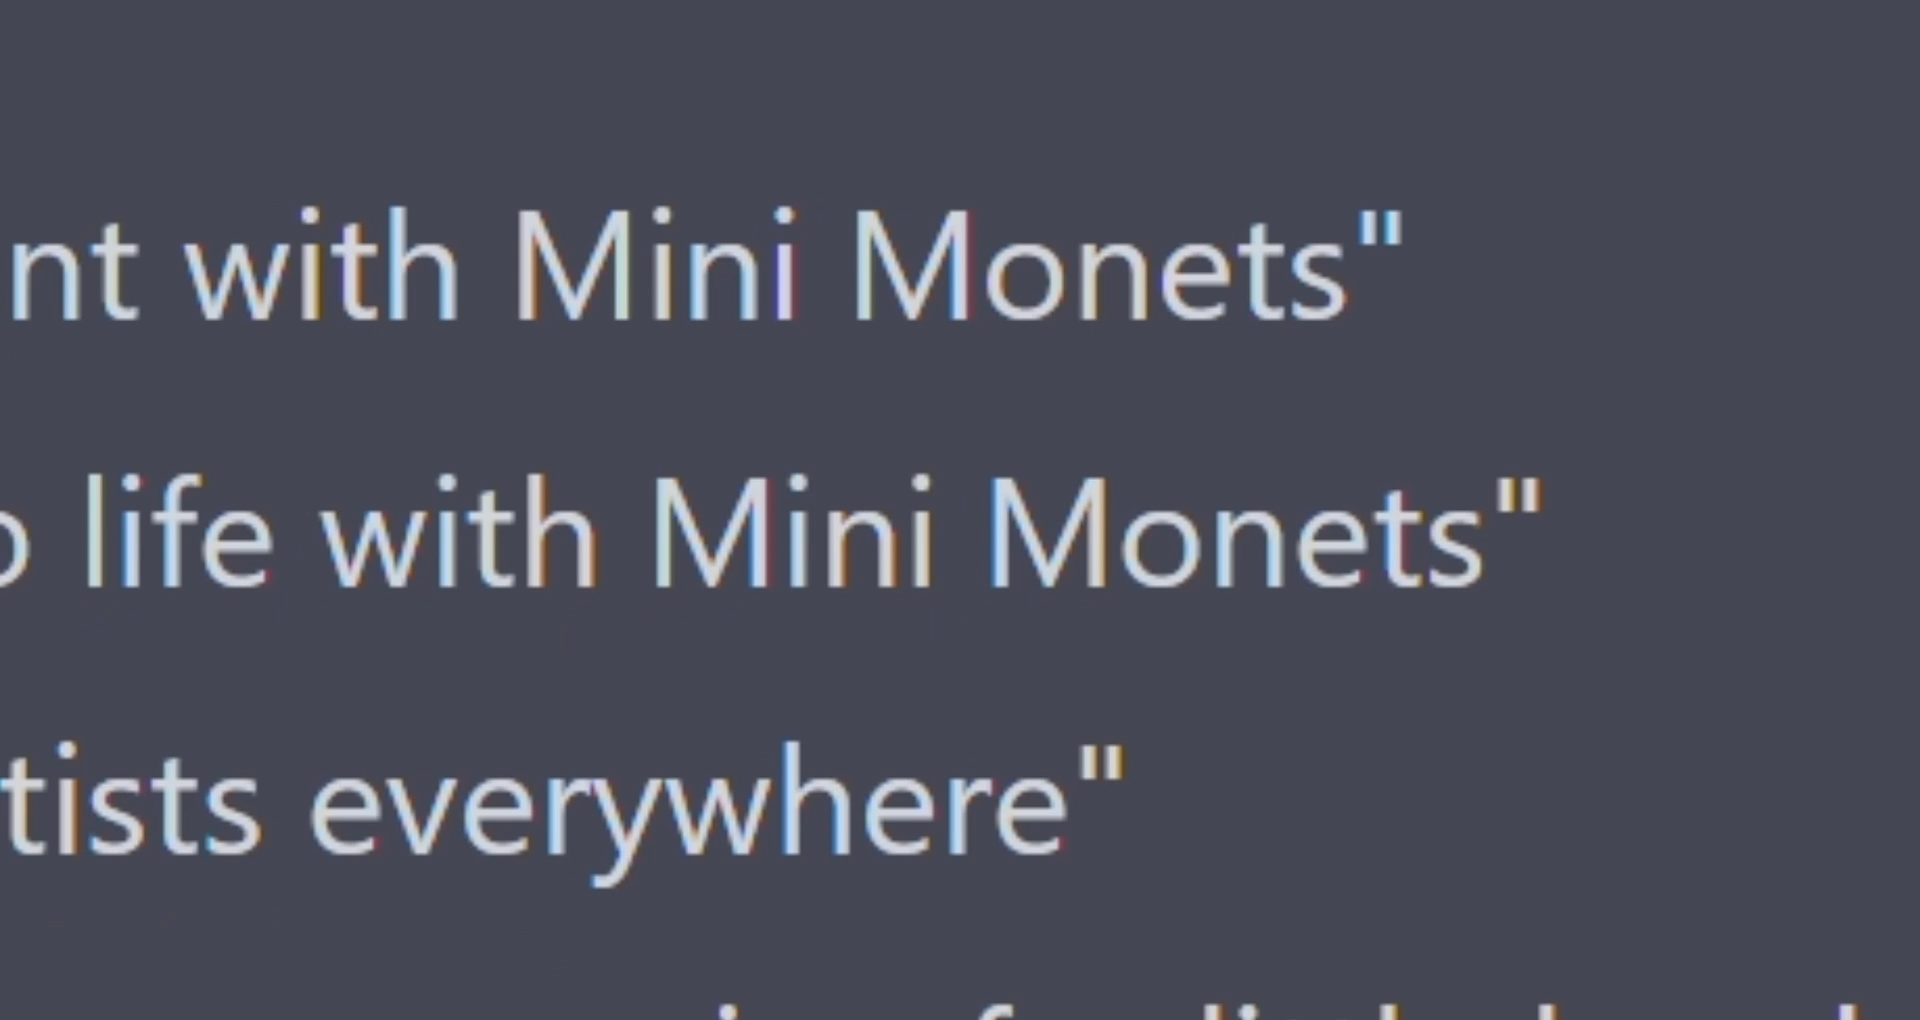 nt with Mini Monets"
o life with Mini Monets"
tists everywhere"